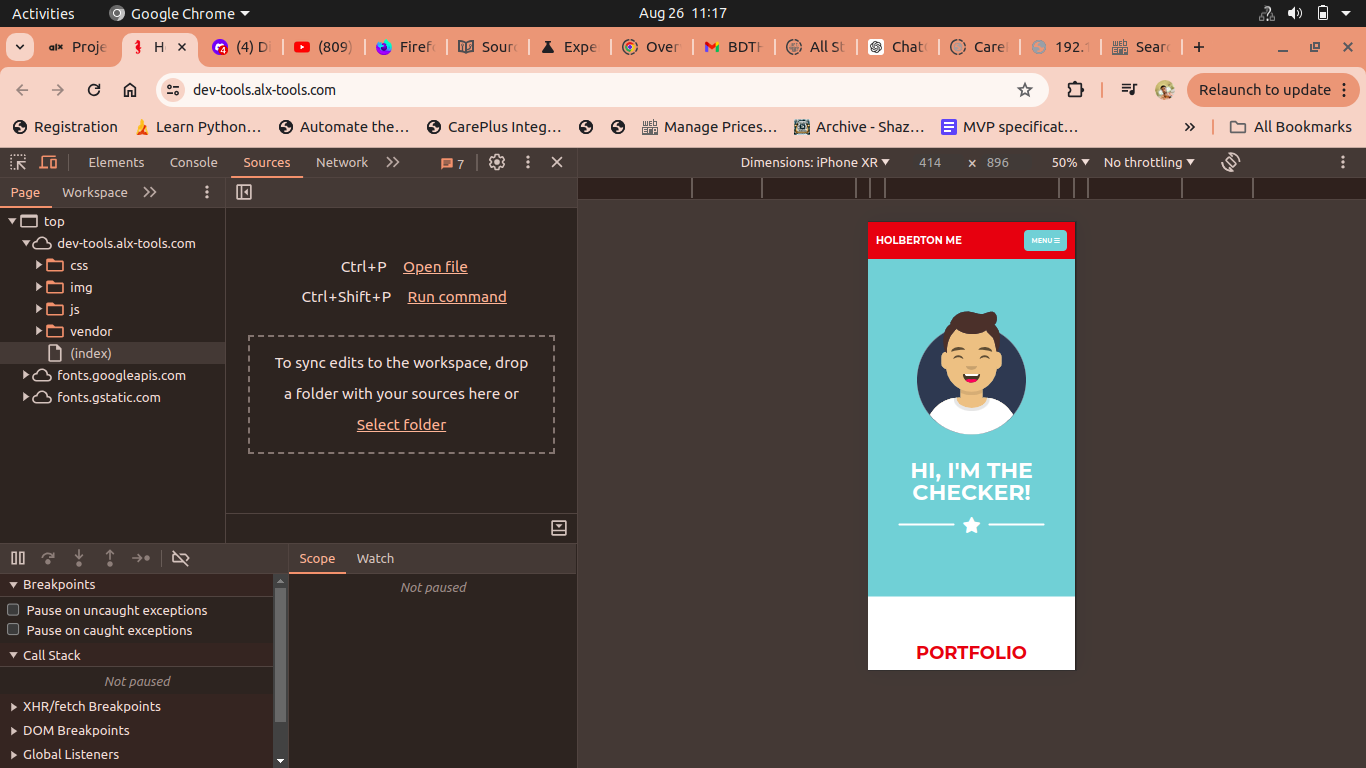 Activities
Google Chrome
Aug 26 11:17
alx
Proje
H
(4) D
(809)
Firef
Sour
Expe
Over
BDTH
All St
Chat
Care
192.1
Sear
dev-tools.alx-tools.com
Relaunch to update
Registration
Learn Python…
Automate the…
CarePlus Integ…
Manage Prices…
Archive - Shaz…
MVP specificat…
All Bookmarks
Elements
Console
Sources
Network
7
Dimensions: iPhone XR
414
×
896
50%
No throttling
Page
Workspace
top
dev-tools.alx-tools.com
css
img
js
vendor
(index)
fonts.googleapis.com
fonts.gstatic.com
Ctrl+P Open file
Ctrl+Shift+P Run command
To sync edits to the workspace, drop
a folder with your sources here or
Select folder
HOLBERTON ME
MENU
HI, I'M THE
CHECKER!
PORTFOLIO
Scope
Watch
Not paused
Breakpoints
Pause on uncaught exceptions
Pause on caught exceptions
Call Stack
Not paused
XHR/fetch Breakpoints
DOM Breakpoints
Global Listeners